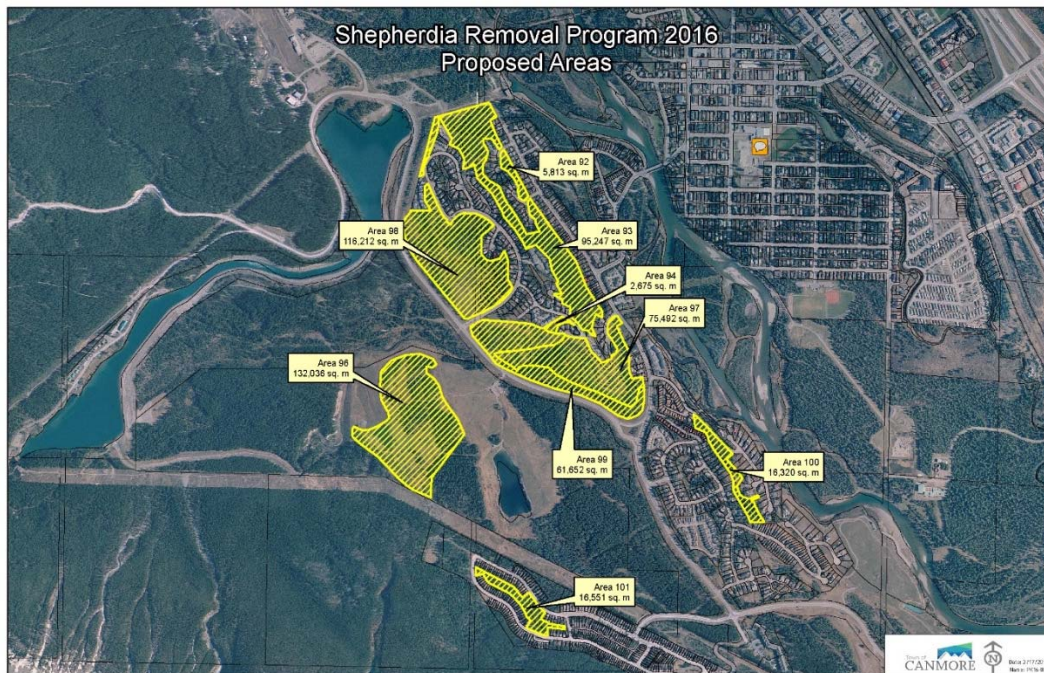 Shepherdia Removal Program 2016
Proposed Areas
Area 92
5,813 sq. m
Area 98
116,212 sq. m
Area 93
95,247 sq. m
Area 94
2,675 sq. m
Area 97
75,492 sq. m
Area 96
132,036 sq. m
Area 99
61,652 sq. m
Area 100
16,320 sq. m
Area 101
16,551 sq. m
Town of
CANMORE
N